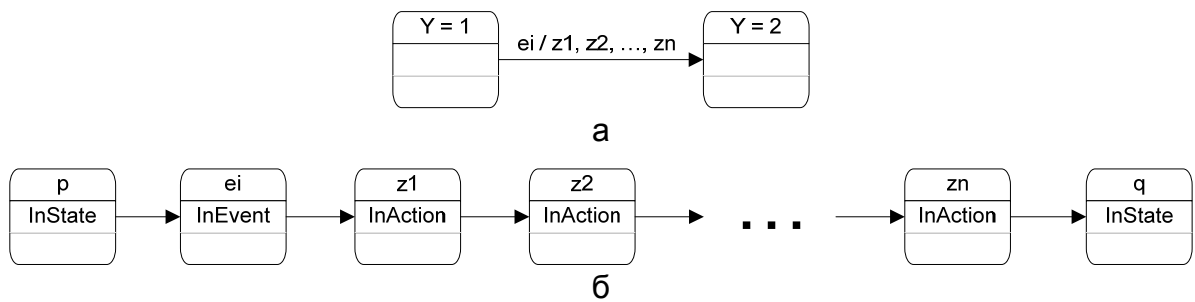 Y = 1
ei / z1, z2, …, zn
Y = 2
а
p
ei
z1
z2
zn
q
InState
InEvent
InAction
InAction
. . .
InAction
InState
б